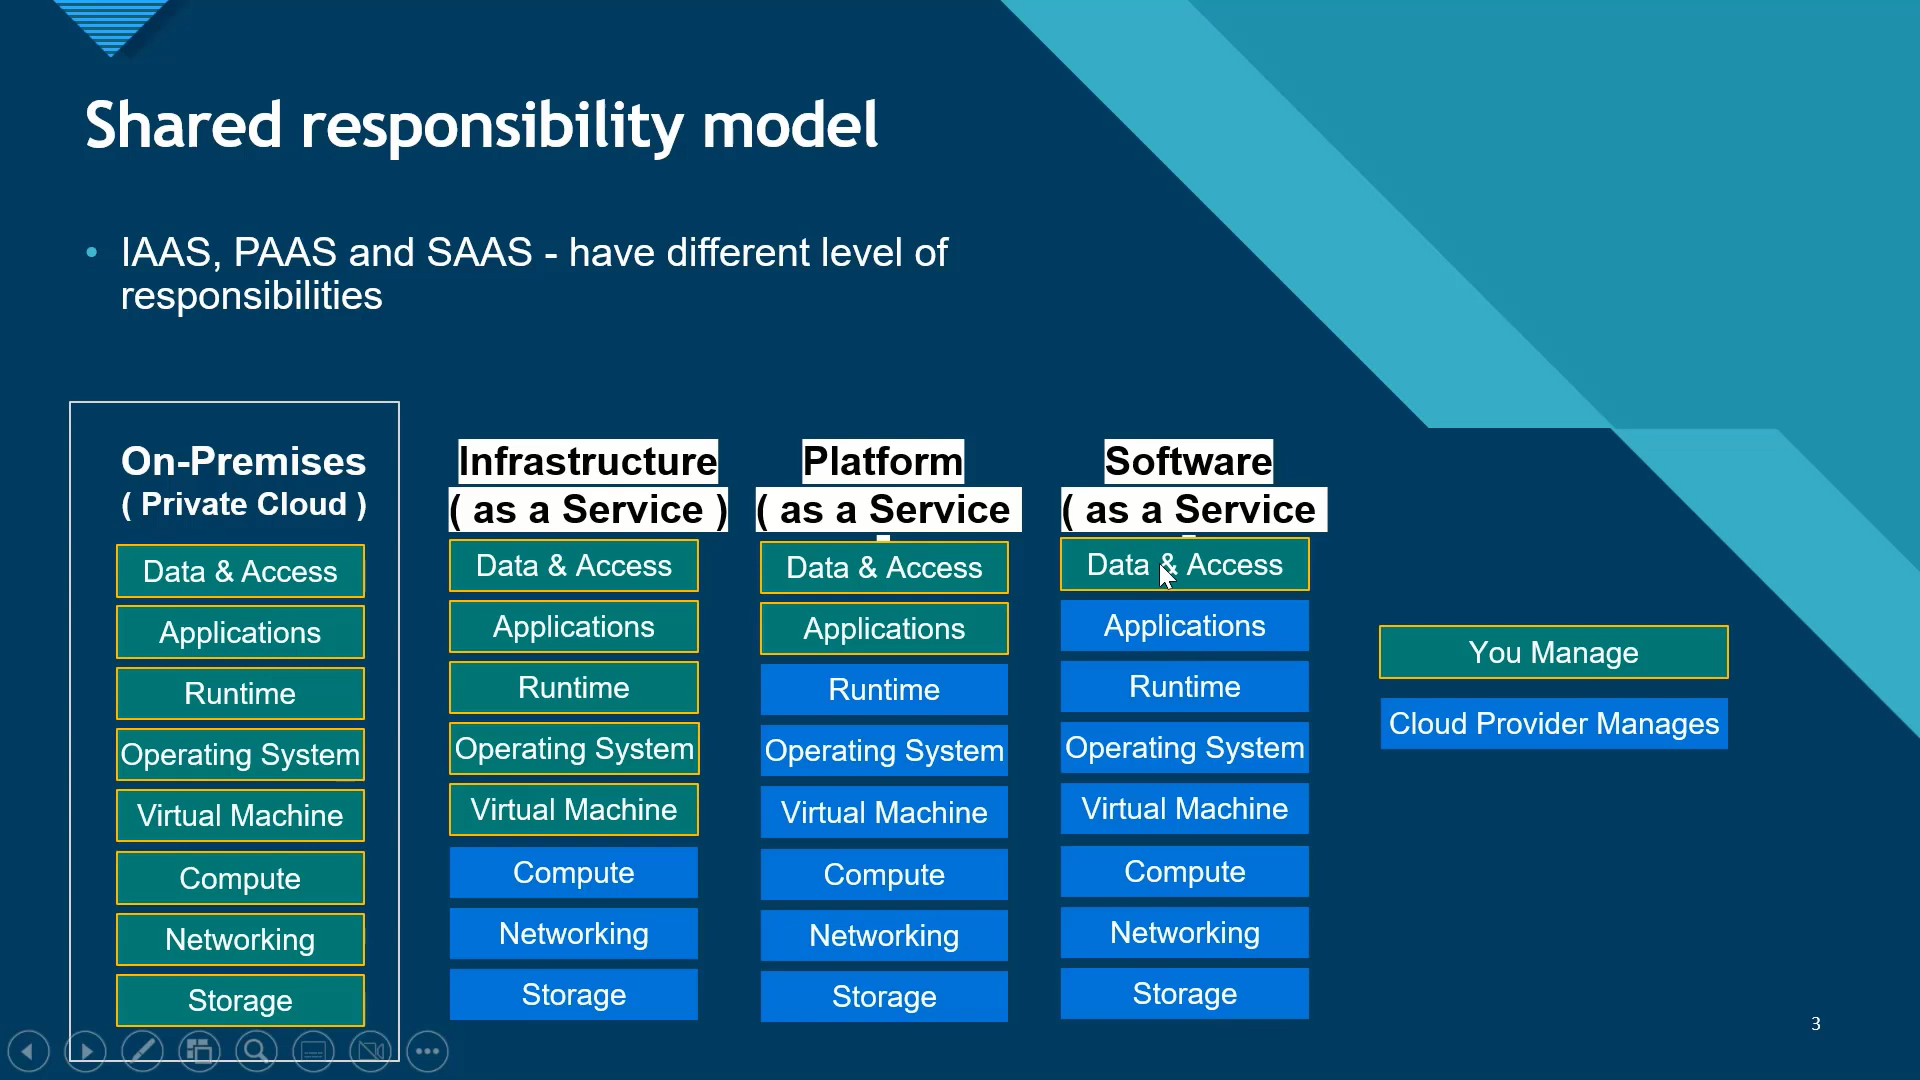 Shared responsibility model
• IAAS, PAAS and SAAS - have different level of
responsibilities
On-Premises
( Private Cloud )
Data & Access
Applications
Runtime
Operating System
Virtual Machine
Compute
Networking
Storage
Infrastructure
( as a Service )
Data & Access
Applications
Runtime
Operating System
Virtual Machine
Compute
Networking
Storage
Platform
( as a Service
Data & Access
Applications
Runtime
Operating System
Virtual Machine
Compute
Networking
Storage
Software
( as a Service
Data & Access
Applications
Runtime
Operating System
Virtual Machine
Compute
Networking
Storage
You Manage
Cloud Provider Manages
3